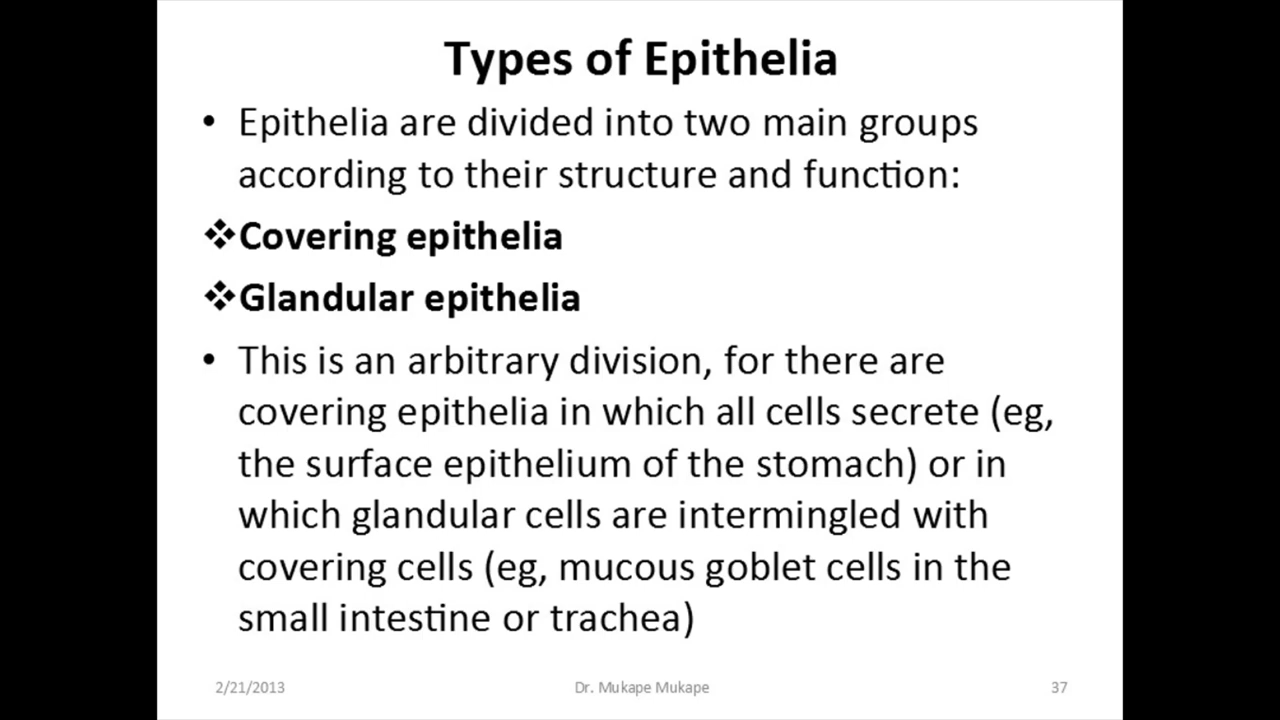 Types of Epithelia
• Epithelia are divided into two main groups
according to their structure and function:
❖Covering epithelia
❖Glandular epithelia
• This is an arbitrary division, for there are
covering epithelia in which all cells secrete (eg,
the surface epithelium of the stomach) or in
which glandular cells are intermingled with
covering cells (eg, mucous goblet cells in the
small intestine or trachea)
2/21/2013 Dr. Mukape Mukape 37